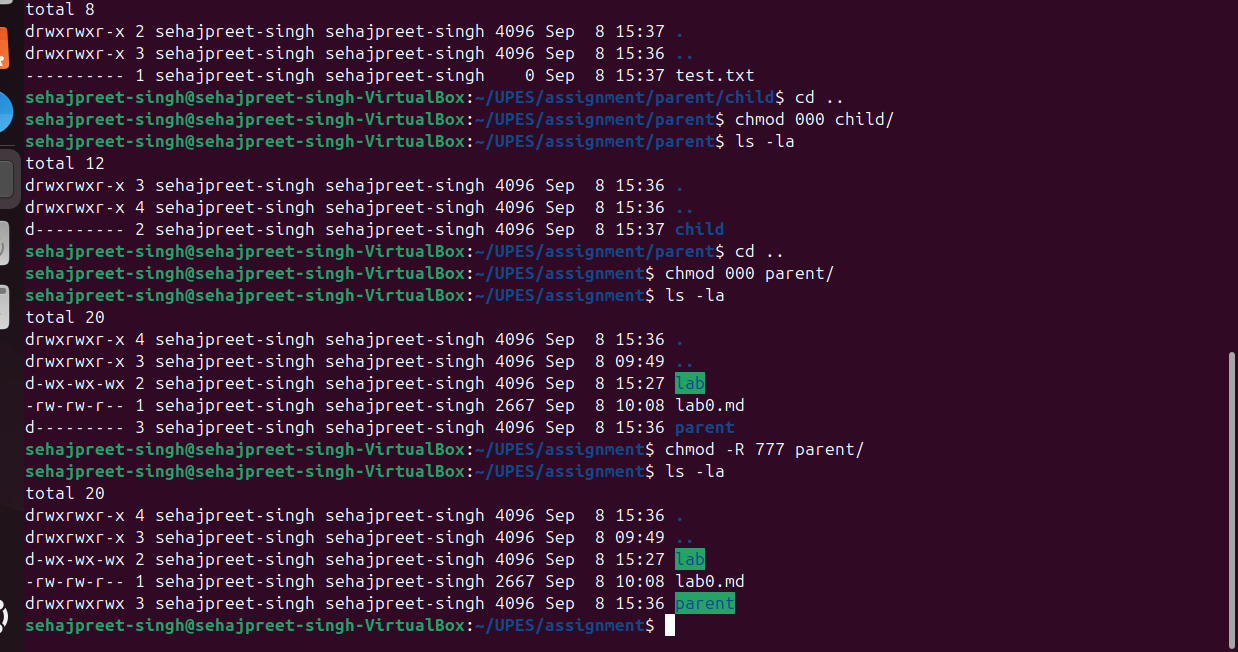 total 8
drwxrwxr-x 2 sehajpreet-singh sehajpreet-singh 4096 Sep  8 15:37 .
drwxrwxr-x 3 sehajpreet-singh sehajpreet-singh 4096 Sep  8 15:36 ..
---------- 1 sehajpreet-singh sehajpreet-singh    0 Sep  8 15:37 test.txt
sehajpreet-singh@sehajpreet-singh-VirtualBox:~/UPES/assignment/parent/child$ cd ..
sehajpreet-singh@sehajpreet-singh-VirtualBox:~/UPES/assignment/parent$ chmod 000 child/
sehajpreet-singh@sehajpreet-singh-VirtualBox:~/UPES/assignment/parent$ ls -la
total 12
drwxrwxr-x 3 sehajpreet-singh sehajpreet-singh 4096 Sep  8 15:36 .
drwxrwxr-x 4 sehajpreet-singh sehajpreet-singh 4096 Sep  8 15:36 ..
d--------- 2 sehajpreet-singh sehajpreet-singh 4096 Sep  8 15:37 child
sehajpreet-singh@sehajpreet-singh-VirtualBox:~/UPES/assignment/parent$ cd ..
sehajpreet-singh@sehajpreet-singh-VirtualBox:~/UPES/assignment$ chmod 000 parent/
sehajpreet-singh@sehajpreet-singh-VirtualBox:~/UPES/assignment$ ls -la
total 20
drwxrwxr-x 4 sehajpreet-singh sehajpreet-singh 4096 Sep  8 15:36 .
drwxrwxr-x 3 sehajpreet-singh sehajpreet-singh 4096 Sep  8 09:49 ..
d-wx-wx-wx 2 sehajpreet-singh sehajpreet-singh 4096 Sep  8 15:27 lab
-rw-rw-r-- 1 sehajpreet-singh sehajpreet-singh 2667 Sep  8 10:08 lab0.md
d--------- 3 sehajpreet-singh sehajpreet-singh 4096 Sep  8 15:36 parent
sehajpreet-singh@sehajpreet-singh-VirtualBox:~/UPES/assignment$ chmod -R 777 parent/
sehajpreet-singh@sehajpreet-singh-VirtualBox:~/UPES/assignment$ ls -la
total 20
drwxrwxr-x 4 sehajpreet-singh sehajpreet-singh 4096 Sep  8 15:36 .
drwxrwxr-x 3 sehajpreet-singh sehajpreet-singh 4096 Sep  8 09:49 ..
d-wx-wx-wx 2 sehajpreet-singh sehajpreet-singh 4096 Sep  8 15:27 lab
-rw-rw-r-- 1 sehajpreet-singh sehajpreet-singh 2667 Sep  8 10:08 lab0.md
drwxrwxrwx 3 sehajpreet-singh sehajpreet-singh 4096 Sep  8 15:36 parent
sehajpreet-singh@sehajpreet-singh-VirtualBox:~/UPES/assignment$